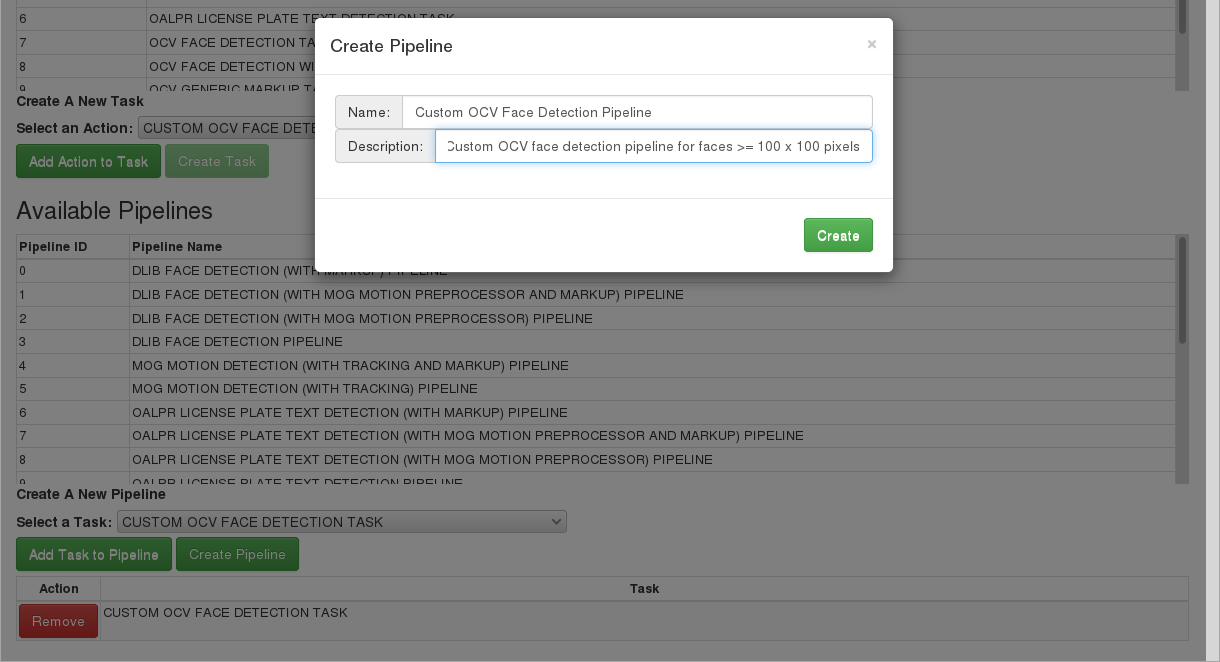 6 OALPR LICENSE PLATE TEXT DETECTION TASK
7 OCV FACE DETECTION TA
8 OCV FACE DETECTION WI
9 OCV GENERIC MARKUP T
Create Pipeline ×
Name: Custom OCV Face Detection Pipeline
Description: Custom OCV face detection pipeline for faces >= 100 x 100 pixels
Create
Create A New Task
Select an Action: CUSTOM OCV FACE DETE
Add Action to Task Create Task
Available Pipelines
Pipeline ID Pipeline Name
0 DLIB FACE DETECTION (WITH MARKUP) PIPELINE
1 DLIB FACE DETECTION (WITH MOG MOTION PREPROCESSOR AND MARKUP) PIPELINE
2 DLIB FACE DETECTION (WITH MOG MOTION PREPROCESSOR) PIPELINE
3 DLIB FACE DETECTION PIPELINE
4 MOG MOTION DETECTION (WITH TRACKING AND MARKUP) PIPELINE
5 MOG MOTION DETECTION (WITH TRACKING) PIPELINE
6 OALPR LICENSE PLATE TEXT DETECTION (WITH MARKUP) PIPELINE
7 OALPR LICENSE PLATE TEXT DETECTION (WITH MOG MOTION PREPROCESSOR AND MARKUP) PIPELINE
8 OALPR LICENSE PLATE TEXT DETECTION (WITH MOG MOTION PREPROCESSOR) PIPELINE
9 OALPR LICENSE PLATE TEXT DETECTION PIPELINE
Create A New Pipeline
Select a Task: CUSTOM OCV FACE DETECTION TASK
Add Task to Pipeline Create Pipeline
Action Task
Remove CUSTOM OCV FACE DETECTION TASK